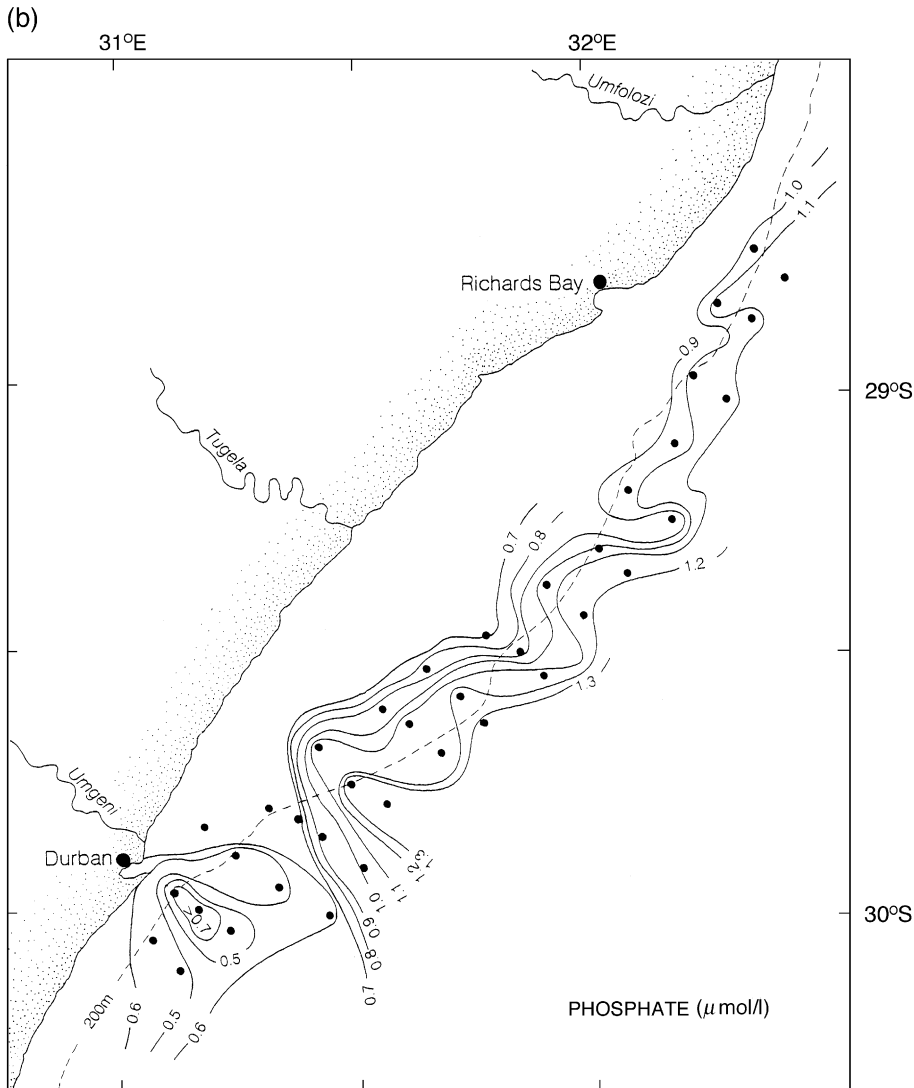 (b)
31°E
32°E
Umfolozi
1.0
1.1
Richards Bay
0.9
29°S
Tugela
0.7
0.8
1.2
1.3
Umgeni
Durban
1.3
1.2
1.1
1.0
0.9
0.8
0.7
>0.7
0.5
30°S
200m
0.6
0.5
0.6
PHOSPHATE (μ mol/l)